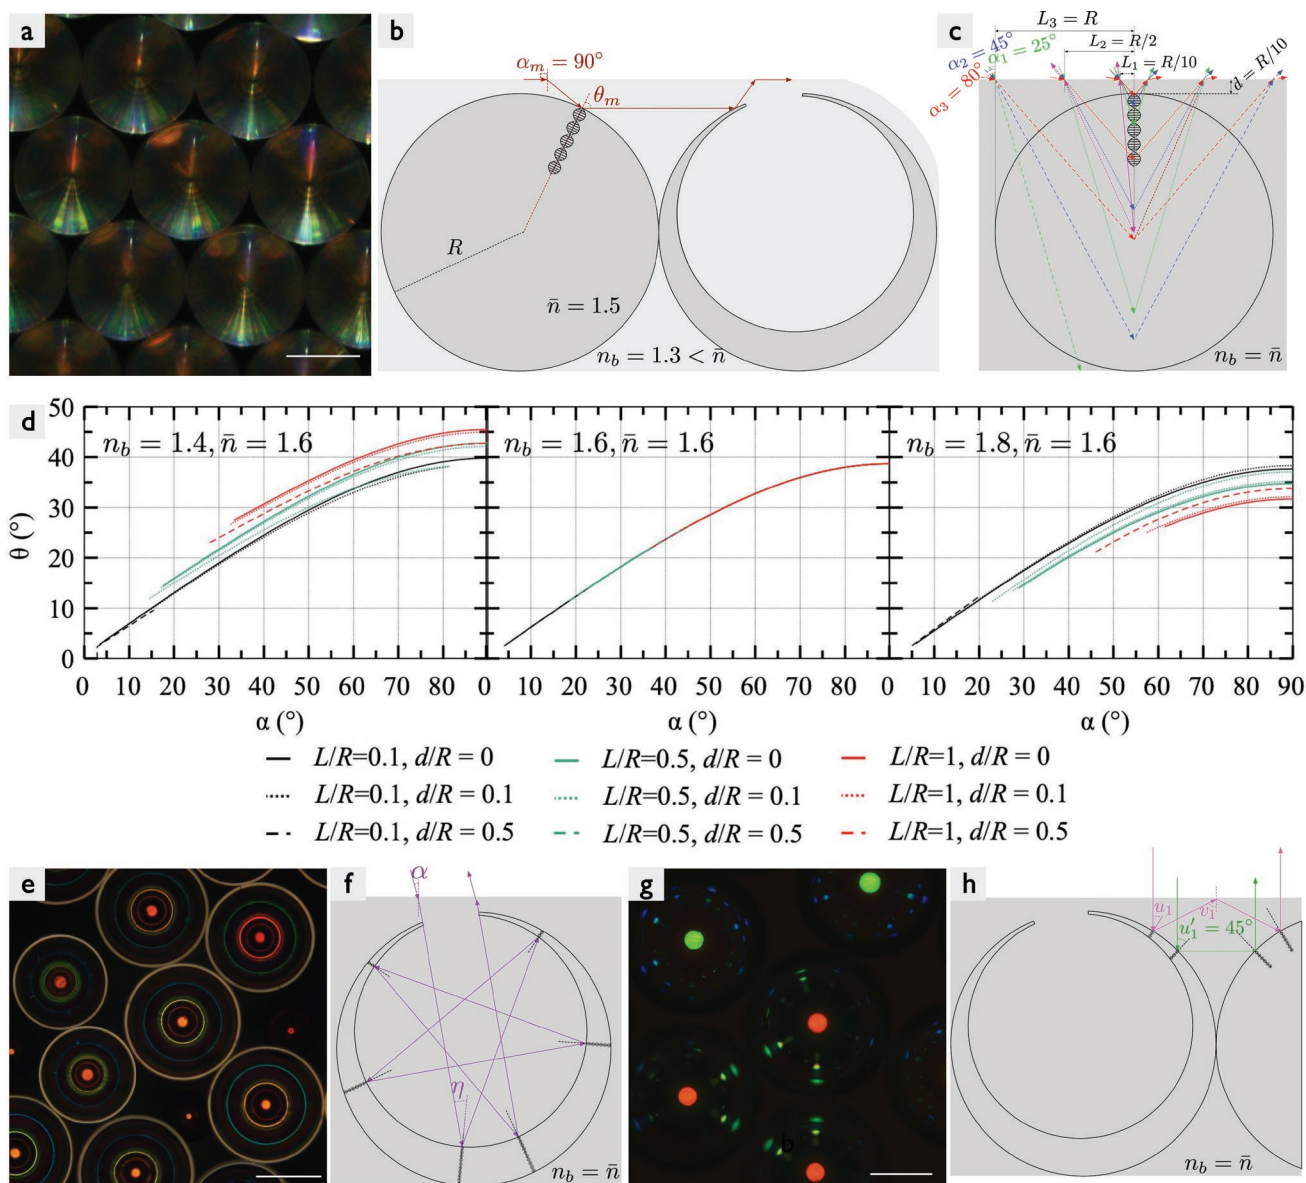 a
b
α_m = 90°
θ_m
R
n̄ = 1.5
n_b = 1.3 < n̄
c
L_3 = R
L_2 = R/2
L_1 = R/10
α_2 = 45°
α_1 = 25°
α_3 = 80°
d = R/10
n_b = n̄
d
n_b = 1.4, n̄ = 1.6
n_b = 1.6, n̄ = 1.6
n_b = 1.8, n̄ = 1.6
50
40
30
20
10
0
θ (°)
0 10 20 30 40 50 60 70 80 0 10 20 30 40 50 60 70 80 0 10 20 30 40 50 60 70 80 90
α (°) α (°) α (°)
L/R=0.1, d/R = 0 L/R=0.5, d/R = 0 L/R=1, d/R = 0
L/R=0.1, d/R = 0.1 L/R=0.5, d/R = 0.1 L/R=1, d/R = 0.1
L/R=0.1, d/R = 0.5 L/R=0.5, d/R = 0.5 L/R=1, d/R = 0.5
e
f
α
η
n_b = n̄
g
b
h
u_1
v_1
u'_1 = 45°
n_b = n̄